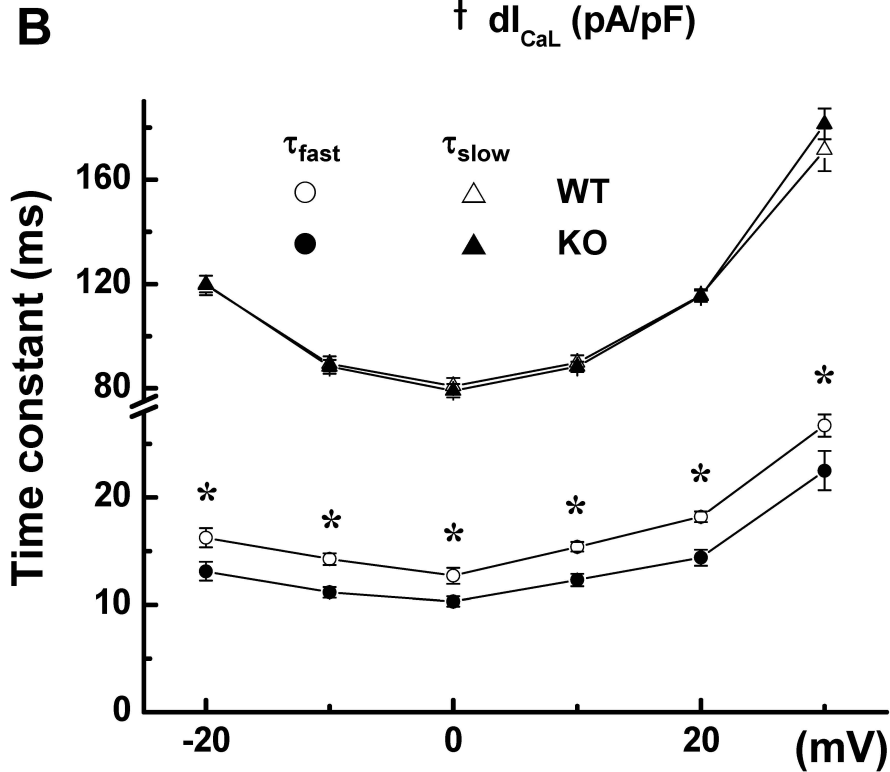 B
† dI_CaL (pA/pF)
τfast τslow
WT
KO
Time constant (ms)
160
120
80
20
10
0
*
* * * * *
-20 0 20 (mV)